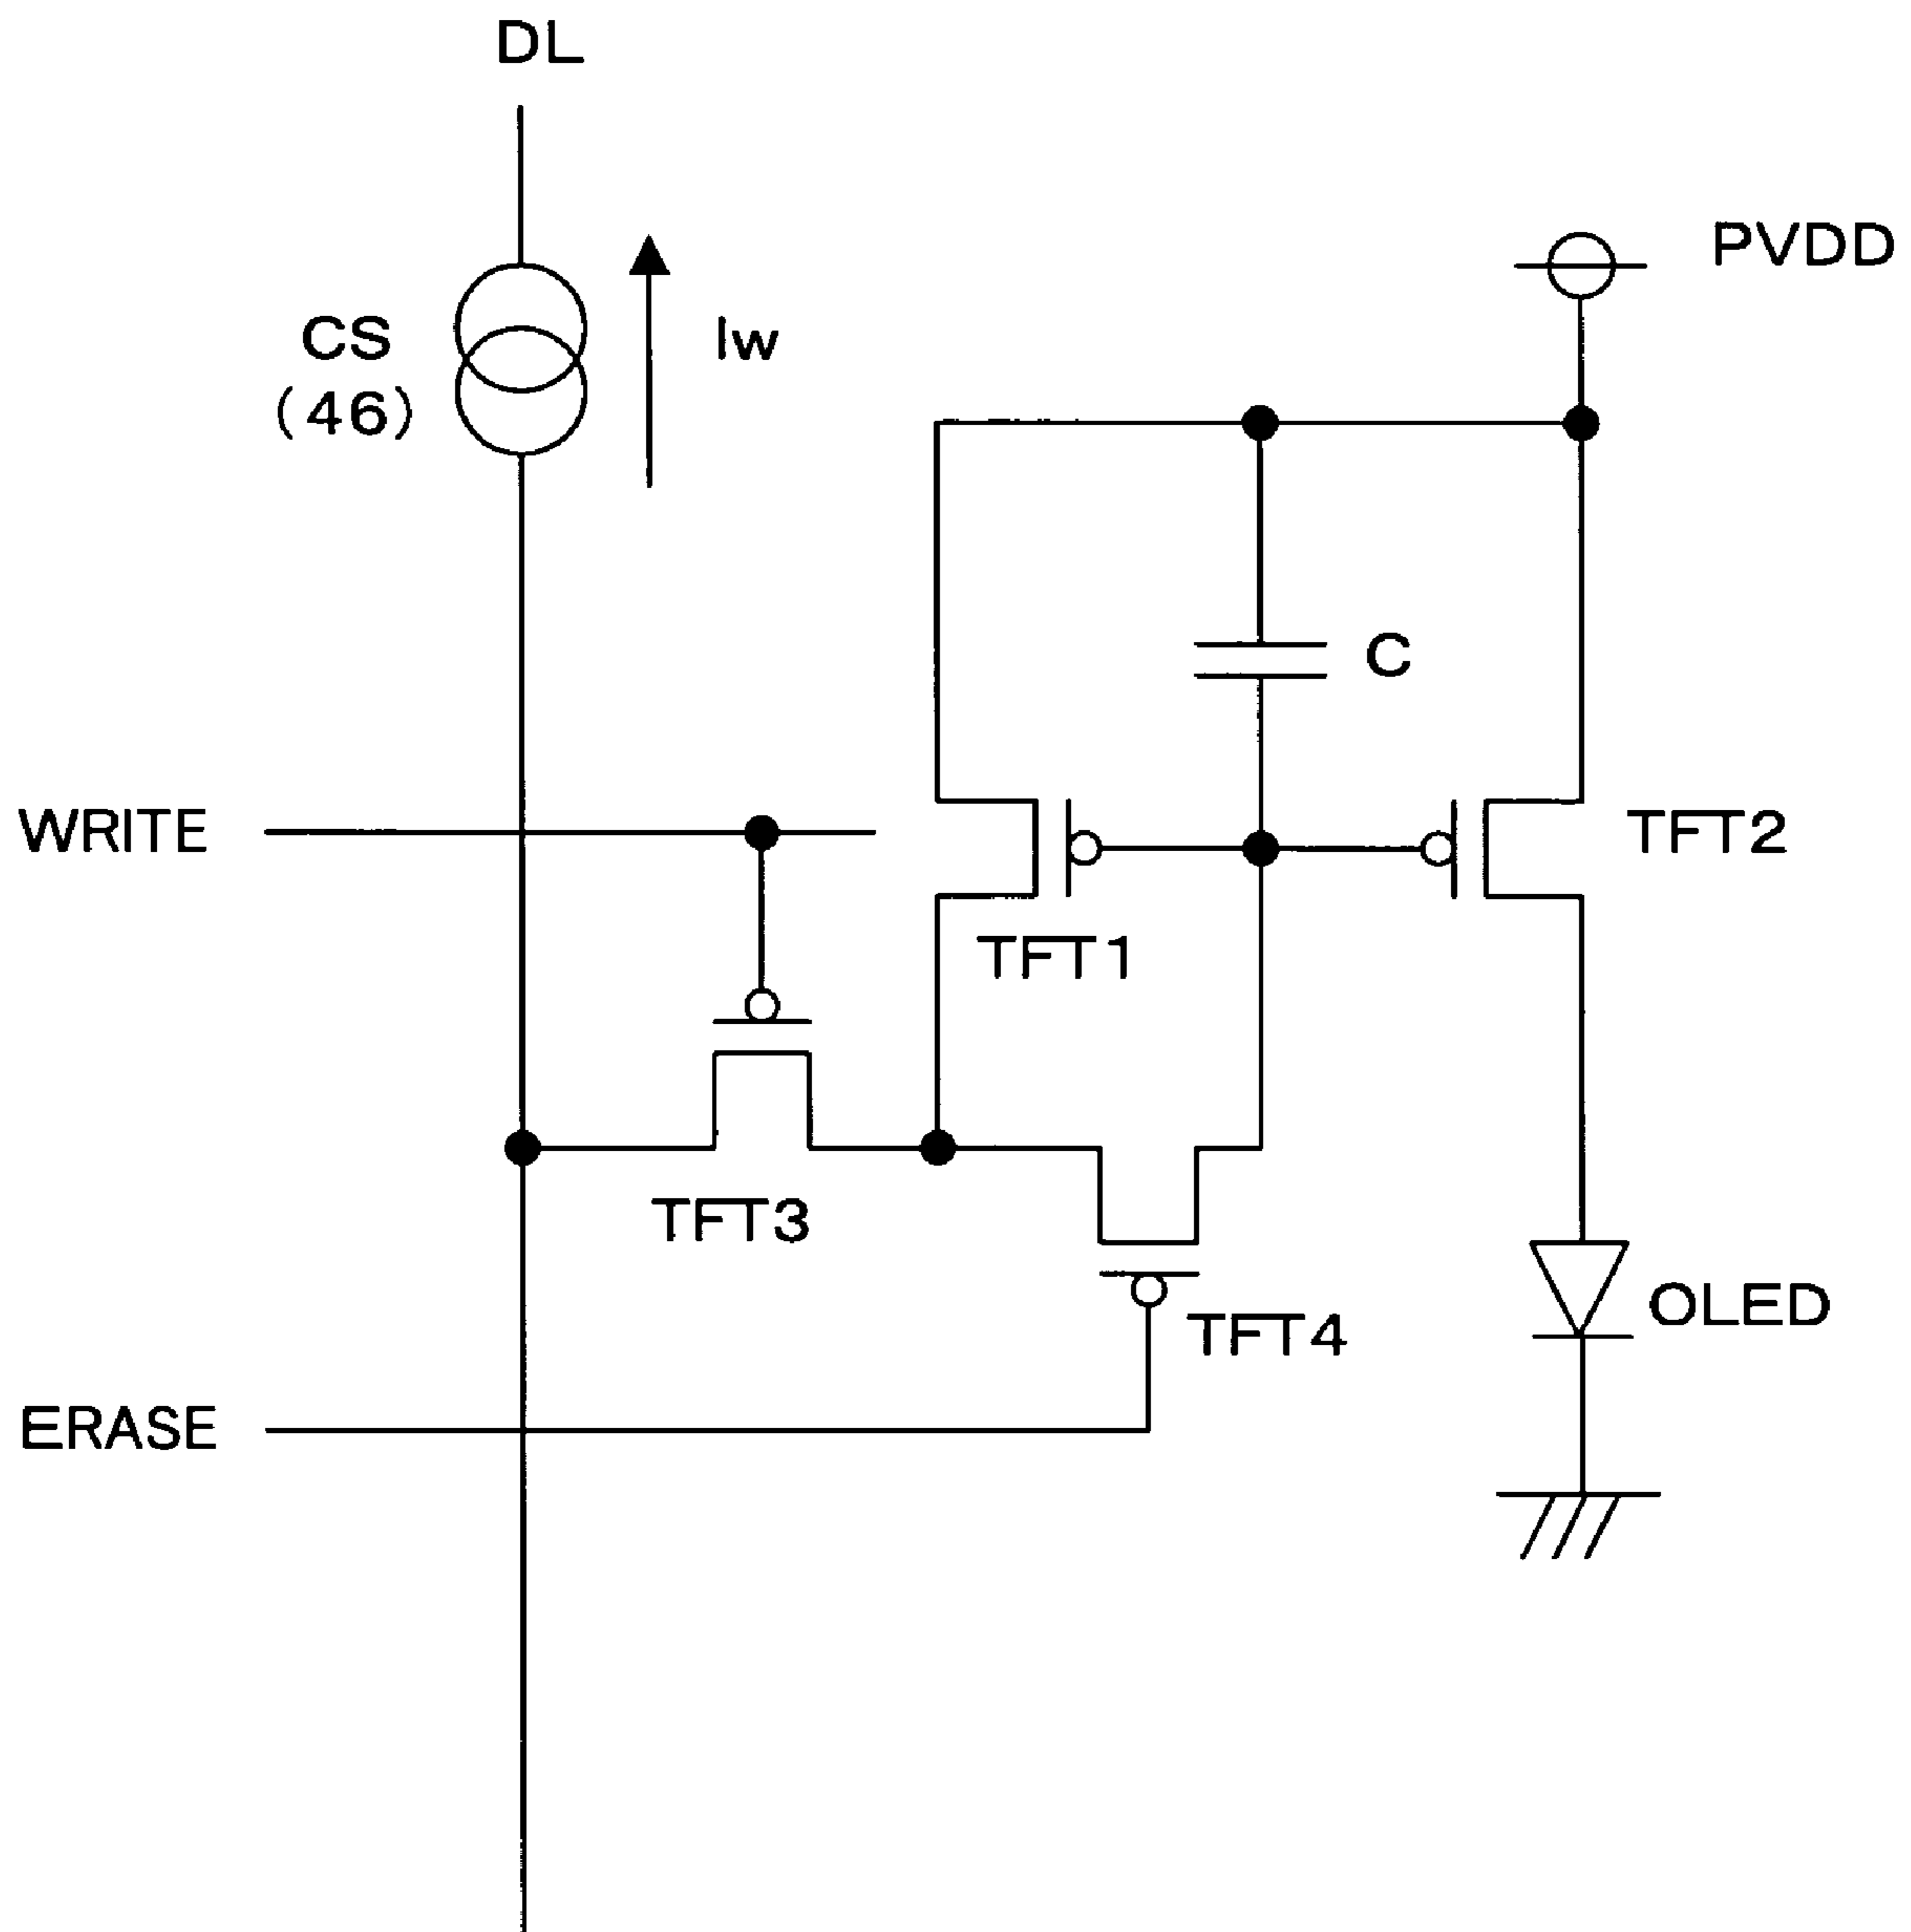 DL
PVDD
CS
Iw
(46)
C
WRITE
TFT2
TFT1
TFT3
OLED
TFT4
ERASE